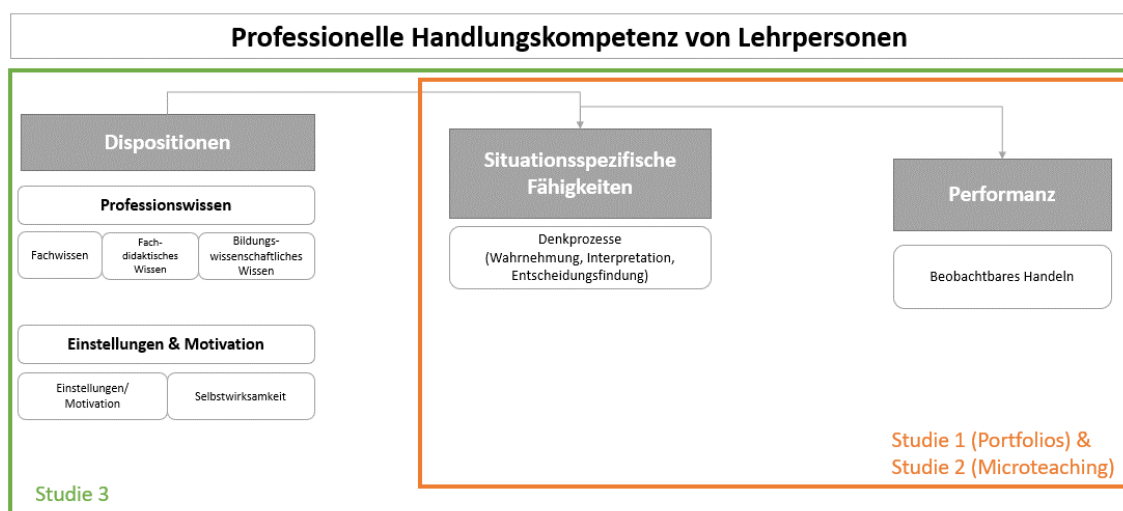 Professionelle Handlungskompetenz von Lehrpersonen
Dispositionen
Professionswissen
Fachwissen
Fach-
didaktisches
Wissen
Bildungs-
wissenschaftliches
Wissen
Einstellungen & Motivation
Einstellungen/
Motivation
Selbstwirksamkeit
Situationsspezifische
Fähigkeiten
Denkprozesse
(Wahrnehmung, Interpretation,
Entscheidungsfindung)
Performanz
Beobachtbares Handeln
Studie 1 (Portfolios) &
Studie 2 (Microteaching)
Studie 3